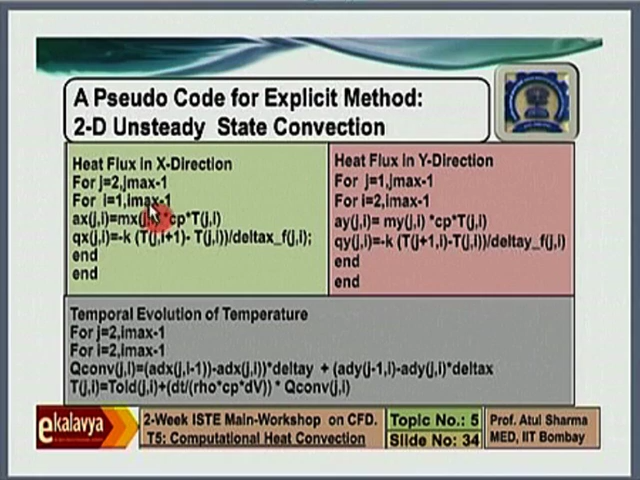 A Pseudo Code for Explicit Method:
2-D Unsteady State Convection
Heat Flux in X-Direction
For j=2,jmax-1
For i=1,imax-1
ax(j,i)=mx(j,i)*cp*T(j,i)
qx(j,i)=-k (T(j,i+1)- T(j,i))/deltax_f(j,i);
end
end
Heat Flux in Y-Direction
For j=1,jmax-1
For i=2,imax-1
ay(j,i)= my(j,i) *cp*T(j,i)
qy(j,i)=-k (T(j+1,i)-T(j,i))/deltay_f(j,i)
end
end
Temporal Evolution of Temperature
For j=2,imax-1
For i=2,imax-1
Qconv(j,i)=(adx(j,i-1))-adx(j,i))*deltay + (ady(j-1,i)-ady(j,i)*deltax
T(j,i)=Told(j,i)+(dt/(rho*cp*dV)) * Qconv(j,i)
ekalavya
2-Week ISTE Main-Workshop on CFD.
T5: Computational Heat Convection
Topic No.: 5
Slide No.: 34
Prof. Atul Sharma
MED, IIT Bombay